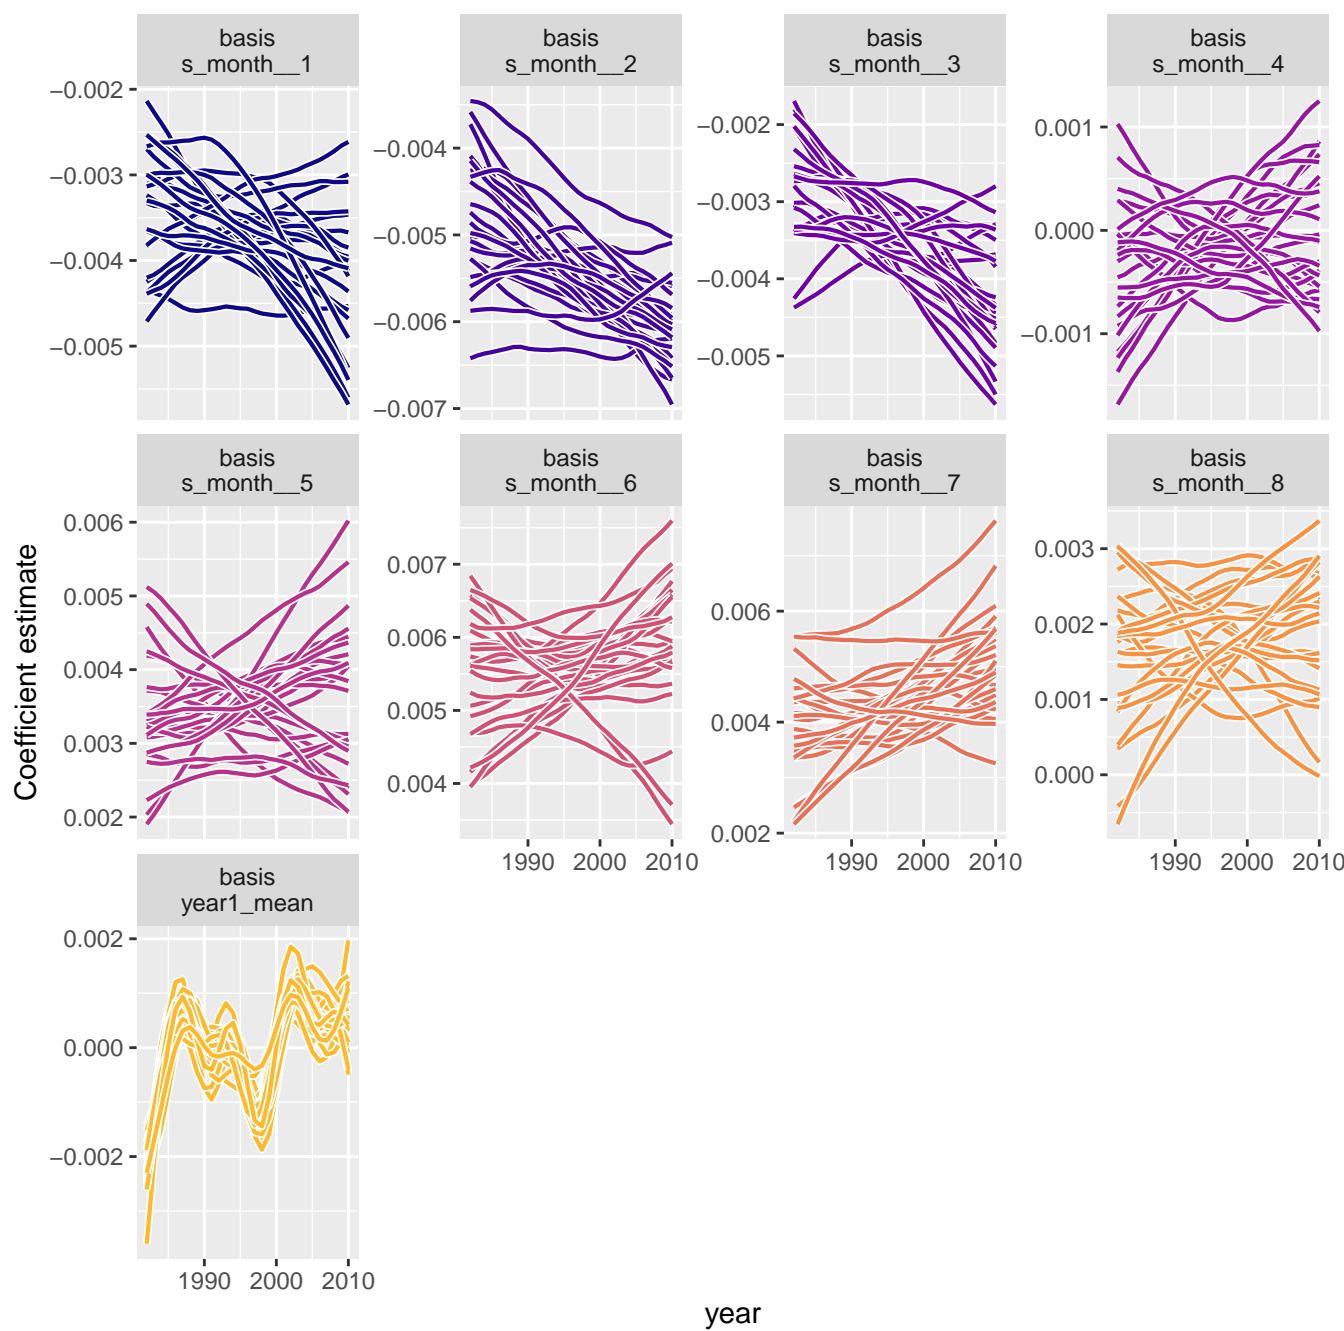 basis
s_month__1
basis
s_month__2
basis
s_month__3
basis
s_month__4
−0.002
−0.003
−0.004
−0.005
−0.004
−0.005
−0.006
−0.007
−0.002
−0.003
−0.004
−0.005
0.001
0.000
−0.001
basis
s_month__5
basis
s_month__6
basis
s_month__7
basis
s_month__8
0.006
0.005
0.004
0.003
0.002
0.007
0.006
0.005
0.004
0.006
0.004
0.002
0.003
0.002
0.001
0.000
1990 2000 2010
1990 2000 2010
1990 2000 2010
basis
year1_mean
0.002
0.000
−0.002
1990 2000 2010
Coefficient estimate
year